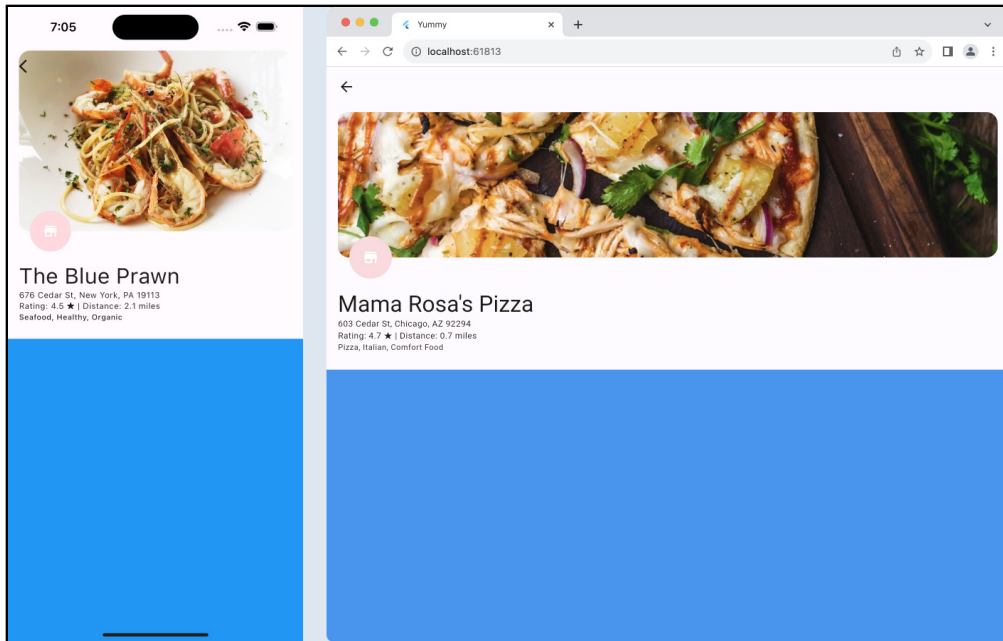 7:05
The Blue Prawn
676 Cedar St, New York, PA 19113
Rating: 4.5 ★ | Distance: 2.1 miles
Seafood, Healthy, Organic
Yummy
localhost:61813
Mama Rosa's Pizza
603 Cedar St, Chicago, AZ 92294
Rating: 4.7 ★ | Distance: 0.7 miles
Pizza, Italian, Comfort Food